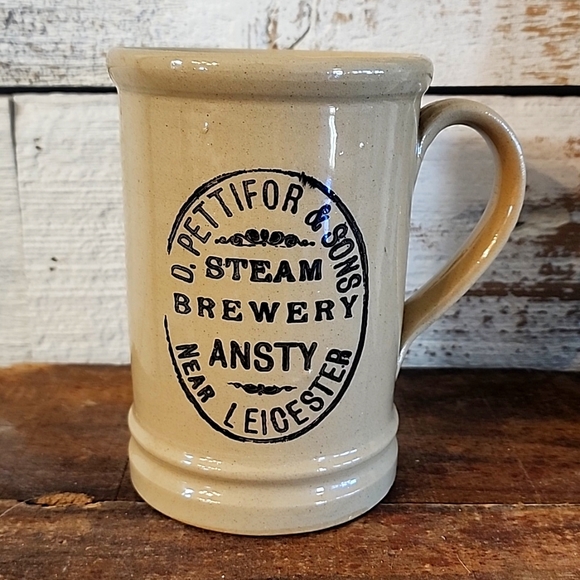 D. PETTIFOR & SONS
STEAM
BREWERY
ANSTY
NEAR LEICESTER